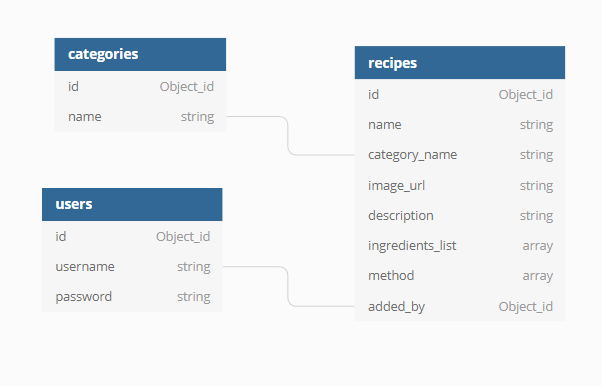 categories
id Object_id
name string
users
id Object_id
username string
password string
recipes
id Object_id
name string
category_name string
image_url string
description string
ingredients_list array
method array
added_by Object_id